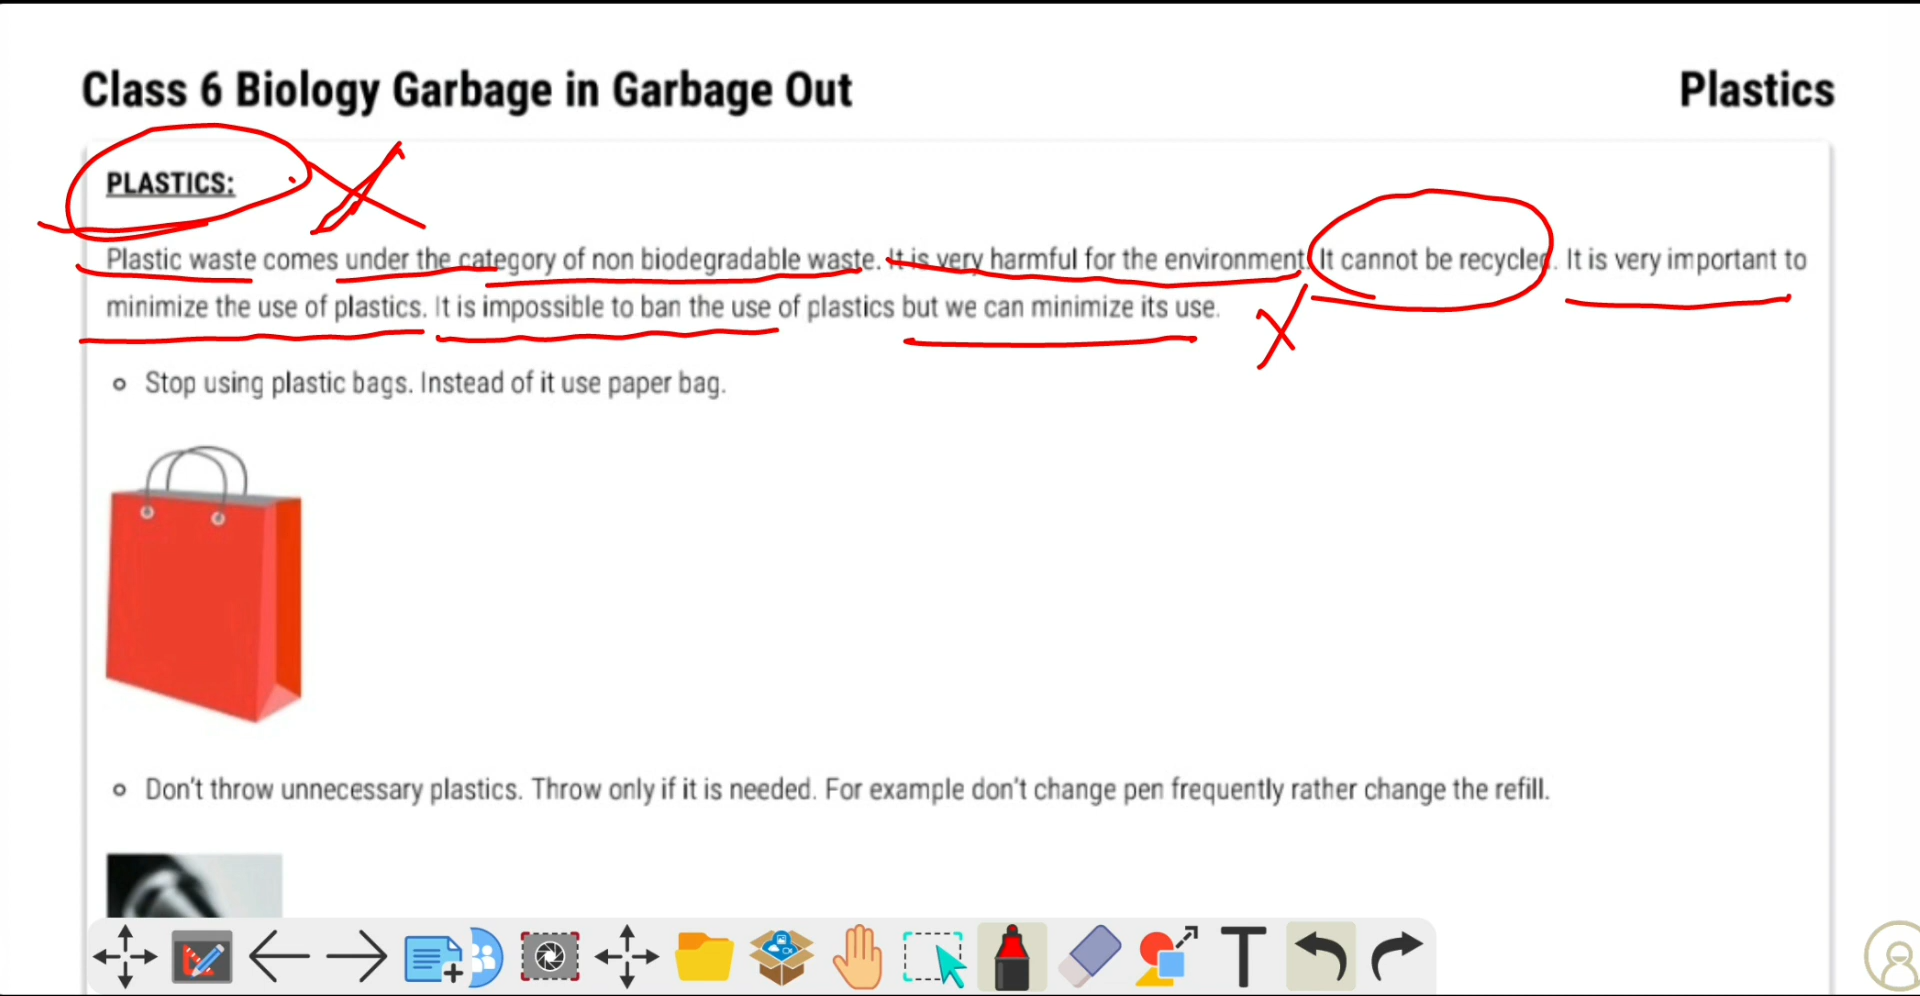 Class 6 Biology Garbage in Garbage Out
Plastics
PLASTICS:
Plastic waste comes under the category of non biodegradable waste. It is very harmful for the environment. It cannot be recycled. It is very important to
minimize the use of plastics. It is impossible to ban the use of plastics but we can minimize its use.
Stop using plastic bags. Instead of it use paper bag.
Don't throw unnecessary plastics. Throw only if it is needed. For example don't change pen frequently rather change the refill.